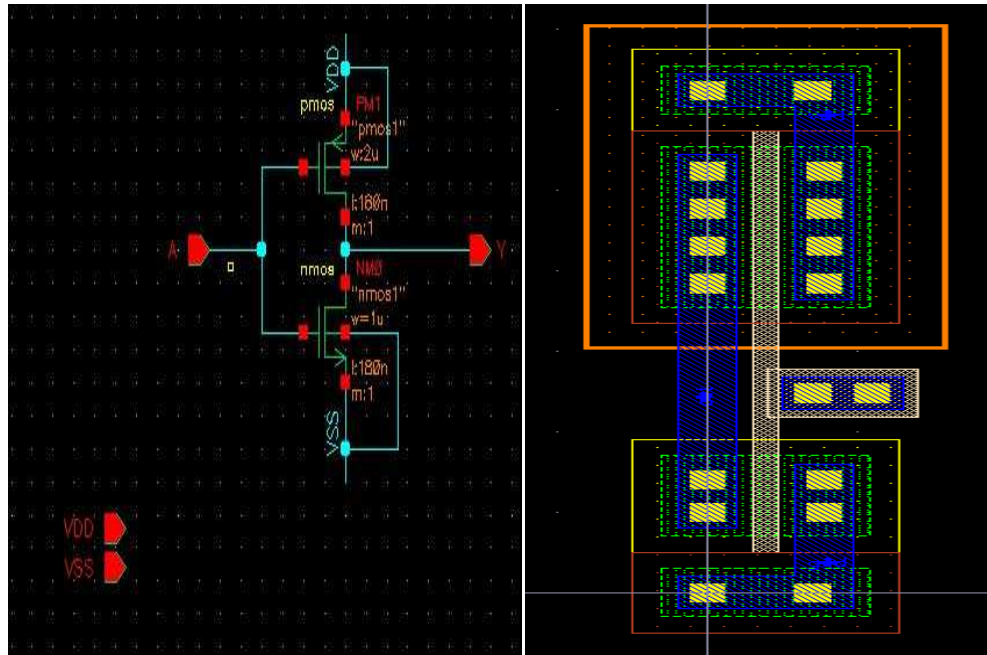 VDD
pmos
PM1
"pmos1"
w:2u
l:180n
m:1
A
Y
nmos
NM0
"nmos1"
w=1u
l:180n
m:1
VSS
VDD
VSS